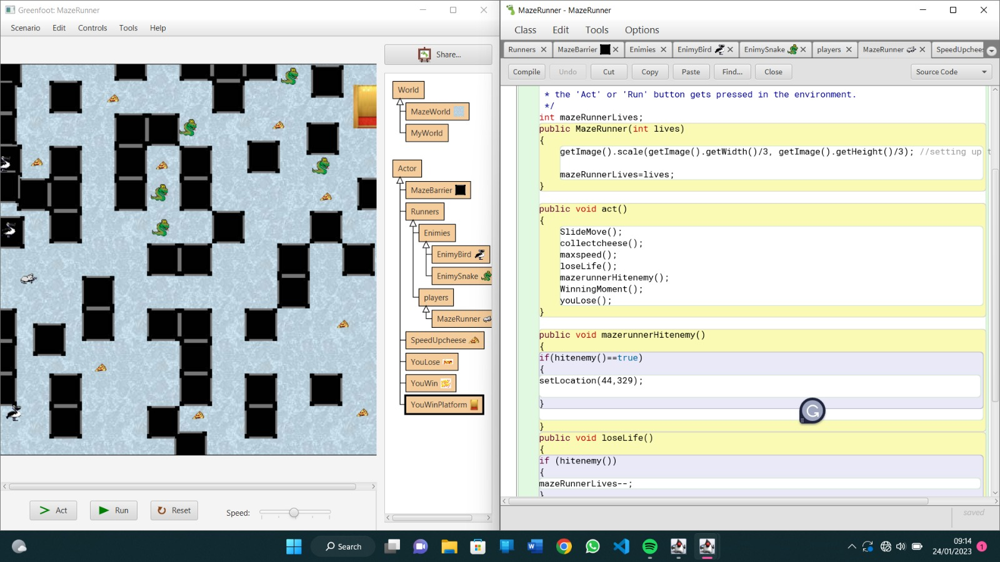 Greenfoot: MazeRunner
Scenario Edit Controls Tools Help
Share...
World
MazeWorld
MyWorld
Actor
MazeBarrier
Runners
Enimies
EnimyBird
EnimySnake
players
MazeRunner
SpeedUpcheese
YouLose
YouWin
YouWinPlatform
Act
Run
Reset
Speed:
MazeRunner - MazeRunner
Class Edit Tools Options
Runners MazeBarrier Enimies EnimyBird EnimySnake players MazeRunner SpeedUpchees
Compile Undo Cut Copy Paste Find... Close Source Code
* the 'Act' or 'Run' button gets pressed in the environment.
*/
int mazeRunnerLives;
public MazeRunner(int lives)
{
getImage().scale(getImage().getWidth()/3, getImage().getHeight()/3); //setting up t
mazeRunnerLives=lives;
}
public void act()
{
SlideMove();
collectcheese();
maxspeed();
loseLife();
mazerunnerHitenemy();
WinningMoment();
youLose();
}
public void mazerunnerHitenemy()
{
if(hitenemy()==true)
{
setLocation(44,329);
}
}
public void loseLife()
{
if (hitenemy())
{
mazeRunnerLives--;
}
saved
Search
09:14
24/01/2023
1